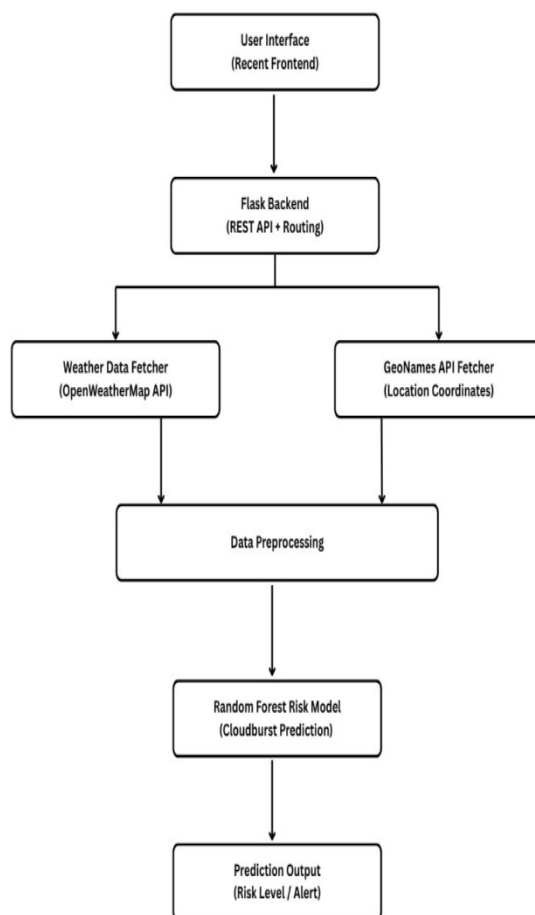 User Interface
(Recent Frontend)
Flask Backend
(REST API + Routing)
Weather Data Fetcher
(OpenWeatherMap API)
GeoNames API Fetcher
(Location Coordinates)
Data Preprocessing
Random Forest Risk Model
(Cloudburst Prediction)
Prediction Output
(Risk Level / Alert)